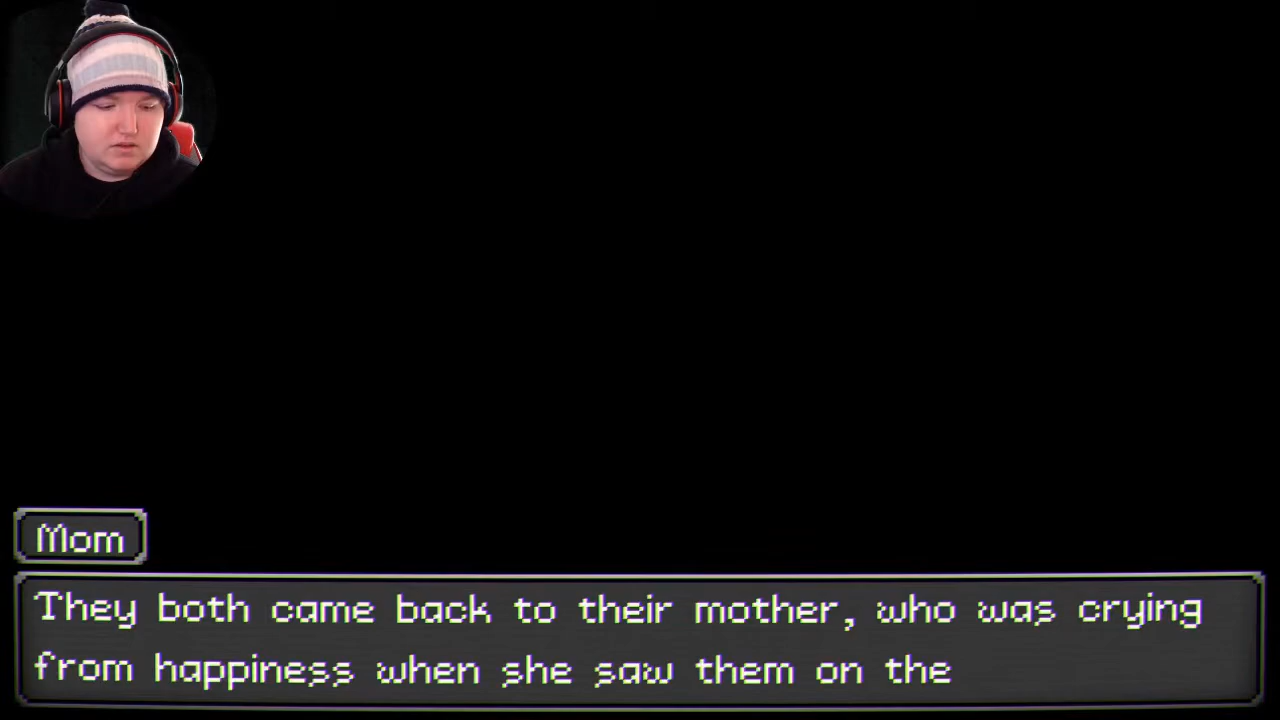 Mom
They both came back to their mother, who was crying
from happiness when she saw them on the